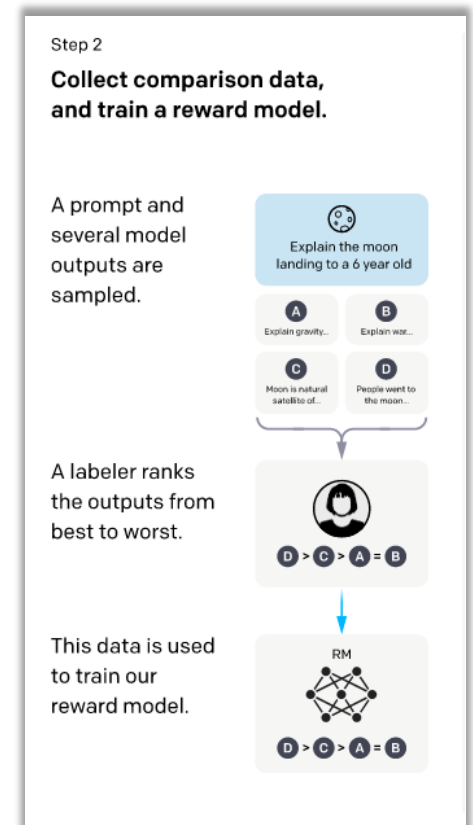 Step 2
Collect comparison data,
and train a reward model.
A prompt and
several model
outputs are
sampled.
Explain the moon
landing to a 6 year old
A
Explain gravity...
B
Explain war...
C
Moon is natural
satellite of...
D
People went to
the moon...
A labeler ranks
the outputs from
best to worst.
D > C > A = B
This data is used
to train our
reward model.
RM
D > C > A = B